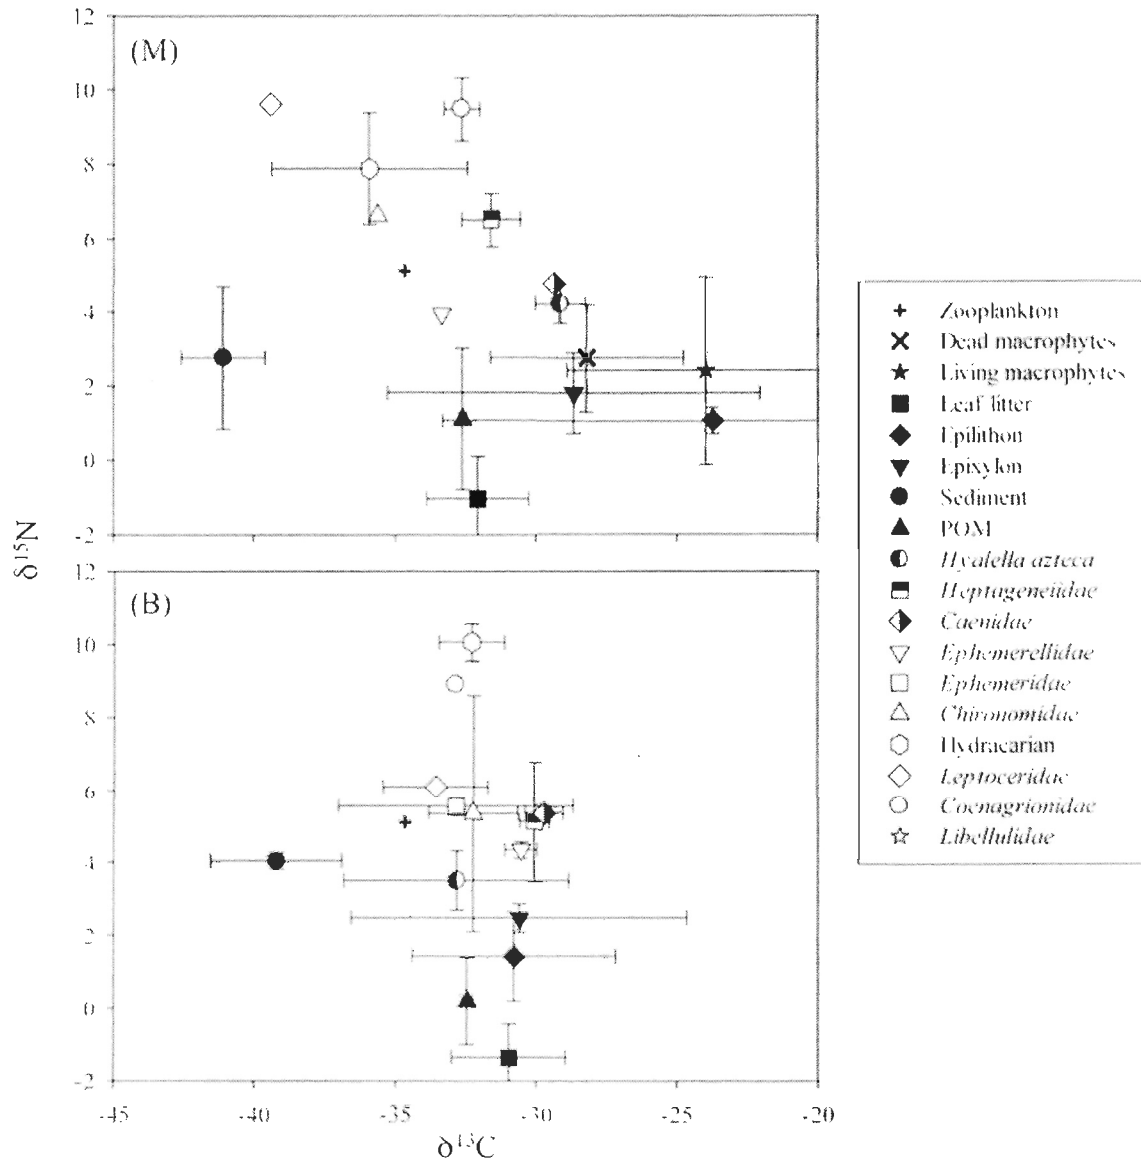 12
(M)
10
8
6
4
2
0
-2
δ¹⁵N
12
(B)
10
8
6
4
2
0
-2
-45
-40
-35
-30
-25
-20
δ¹³C
Zooplankton
Dead macrophytes
Living macrophytes
Leaf litter
Epilithon
Epixylon
Sediment
POM
Hyalella azteca
Heptageneiidae
Caenidae
Ephemerellidae
Ephemeridae
Chironomidae
Hydracarian
Leptoceridae
Coenagrionidae
Libellulidae